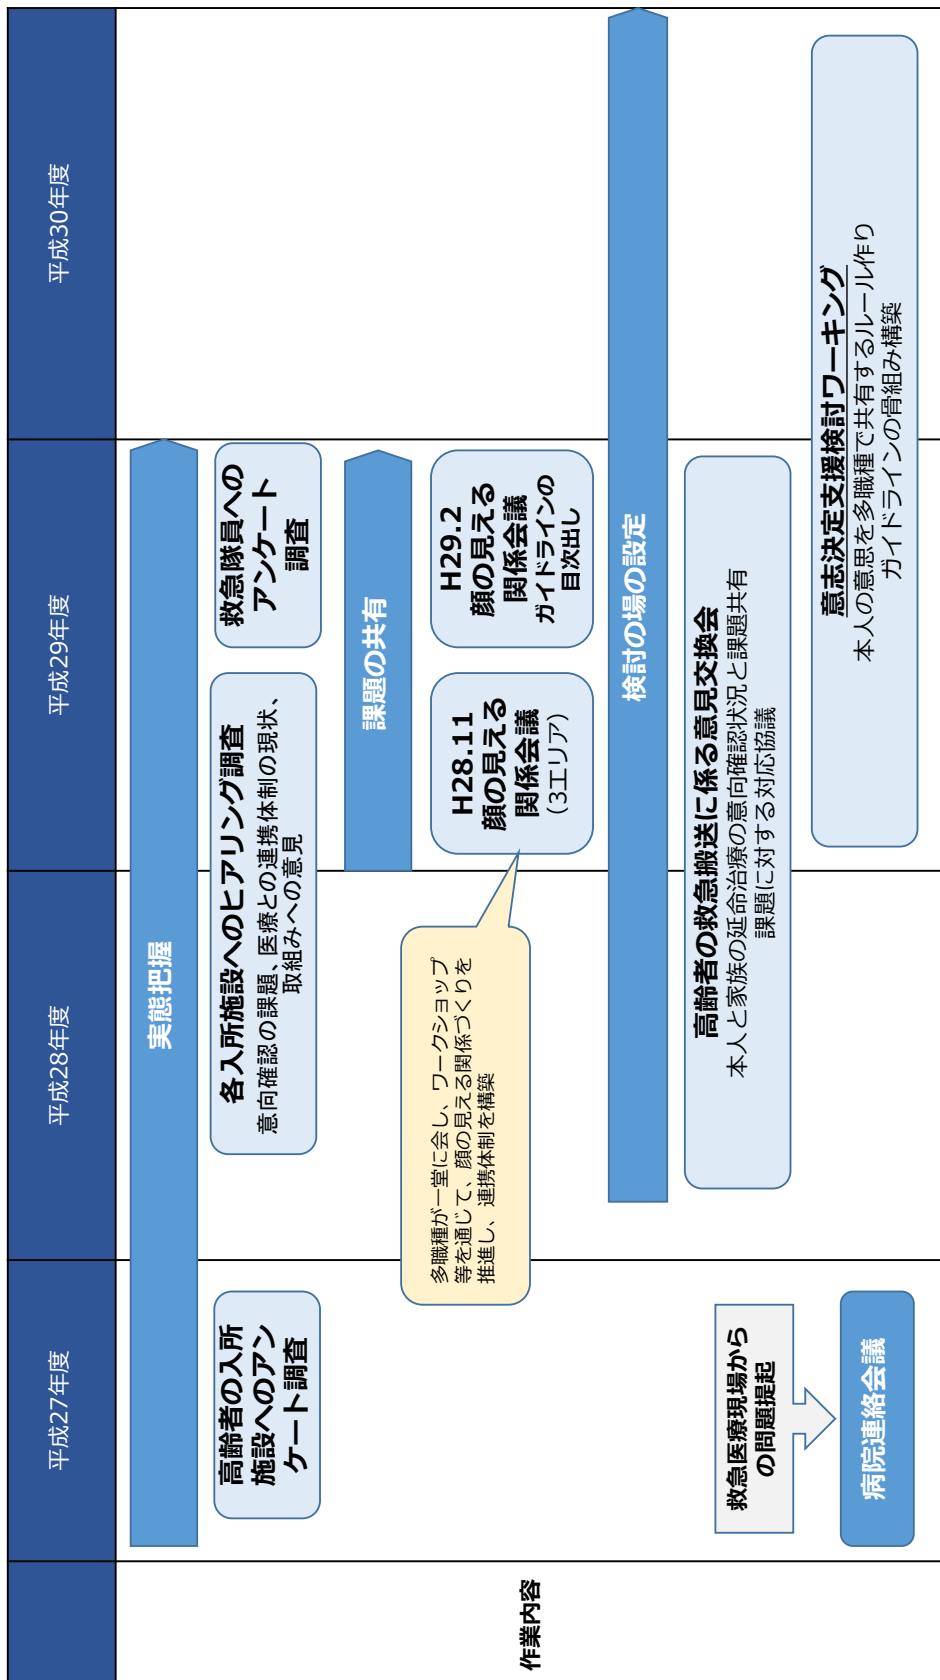 平成27年度
平成28年度
平成29年度
平成30年度
作業内容
実態把握
高齢者の入所
施設へのアン
ケート調査
各入所施設へのヒアリング調査
意向確認の課題、医療との連携体制の現状、
取組みへの意見
救急隊員への
アンケート
調査
課題の共有
多職種が一堂に会し、ワークショップ
等を通じて、顔の見える関係づくりを
推進し、連携体制を構築
H28.11
顔の見える
関係会議
（3エリア）
H29.2
顔の見える
関係会議
ガイドラインの
目次出し
検討の場の設定
高齢者の救急搬送に係る意見交換会
本人と家族の延命治療の意向確認状況と課題共有
課題に対する対応協議
救急医療現場から
の問題提起
病院連絡会議
意志決定支援検討ワーキング
本人の意思を多職種で共有するルール作り
ガイドラインの骨組み構築